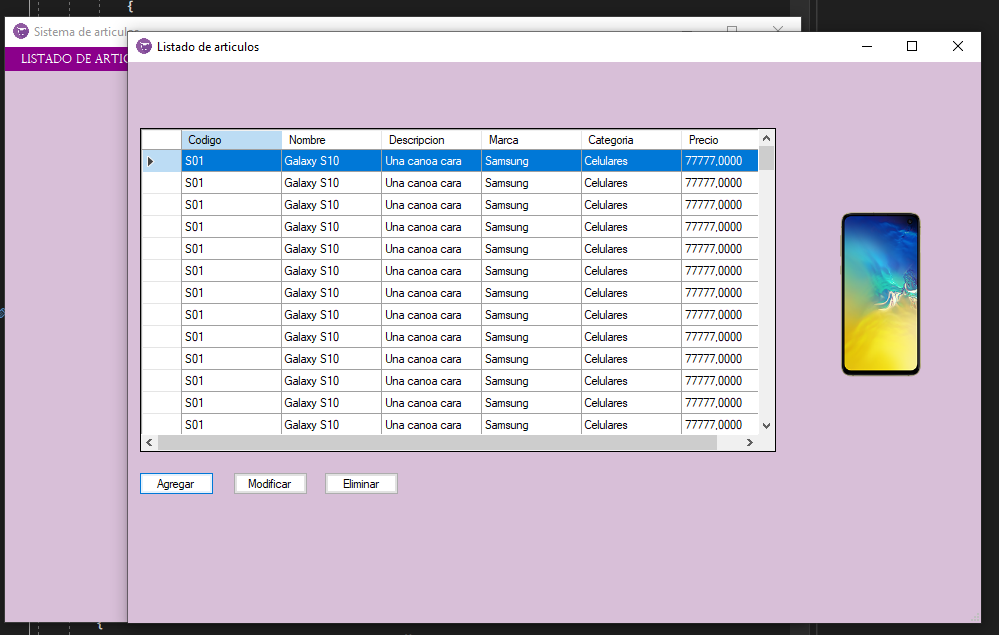 {
Sistema de articulos
Listado de articulos
LISTADO DE ARTIC
Codigo Nombre Descripcion Marca Categoria Precio
S01 Galaxy S10 Una canoa cara Samsung Celulares 77777,0000
S01 Galaxy S10 Una canoa cara Samsung Celulares 77777,0000
S01 Galaxy S10 Una canoa cara Samsung Celulares 77777,0000
S01 Galaxy S10 Una canoa cara Samsung Celulares 77777,0000
S01 Galaxy S10 Una canoa cara Samsung Celulares 77777,0000
S01 Galaxy S10 Una canoa cara Samsung Celulares 77777,0000
S01 Galaxy S10 Una canoa cara Samsung Celulares 77777,0000
S01 Galaxy S10 Una canoa cara Samsung Celulares 77777,0000
S01 Galaxy S10 Una canoa cara Samsung Celulares 77777,0000
S01 Galaxy S10 Una canoa cara Samsung Celulares 77777,0000
S01 Galaxy S10 Una canoa cara Samsung Celulares 77777,0000
S01 Galaxy S10 Una canoa cara Samsung Celulares 77777,0000
S01 Galaxy S10 Una canoa cara Samsung Celulares 77777,0000
Agregar Modificar Eliminar
{